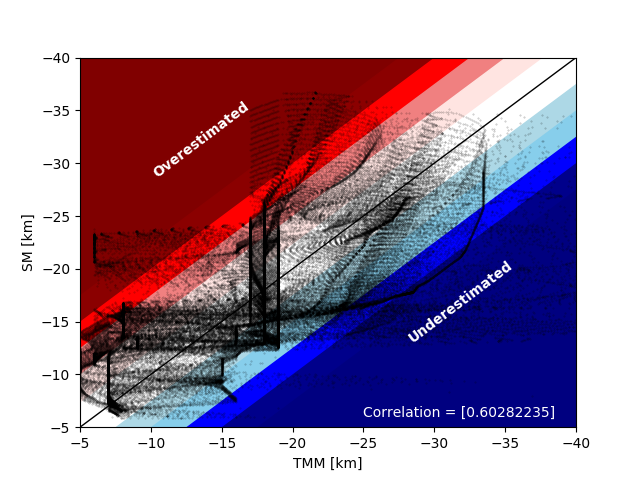 −40
−35
−30
−25
−20
−15
−10
−5
SM [km]
Overestimated
Underestimated
Correlation = [0.60282235]
−5 −10 −15 −20 −25 −30 −35 −40
TMM [km]